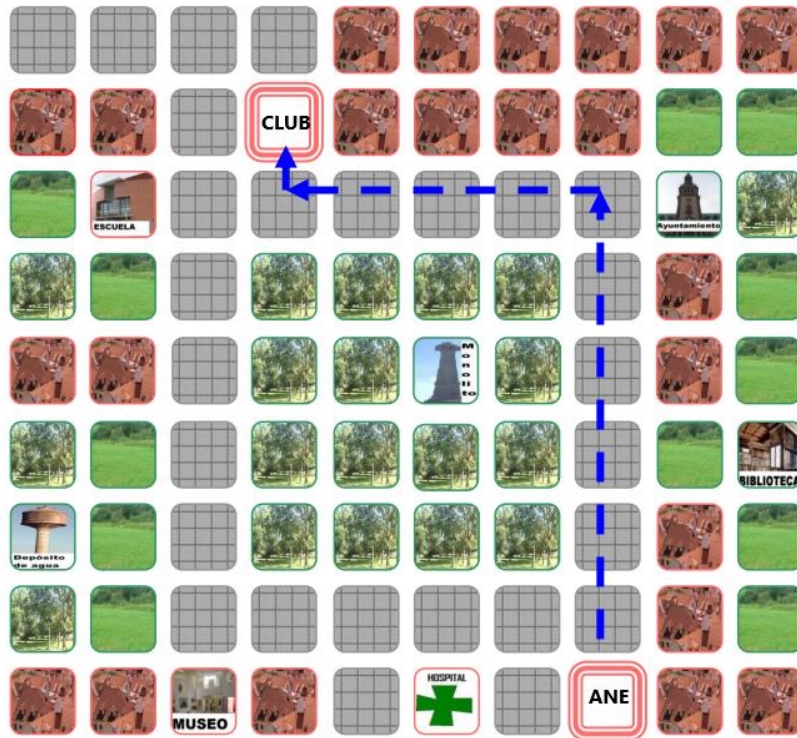 CLUB
ESCUELA
Ayuntamiento
Monolito
BIBLIOTECA
Depósito
de agua
MUSEO
HOSPITAL
ANE